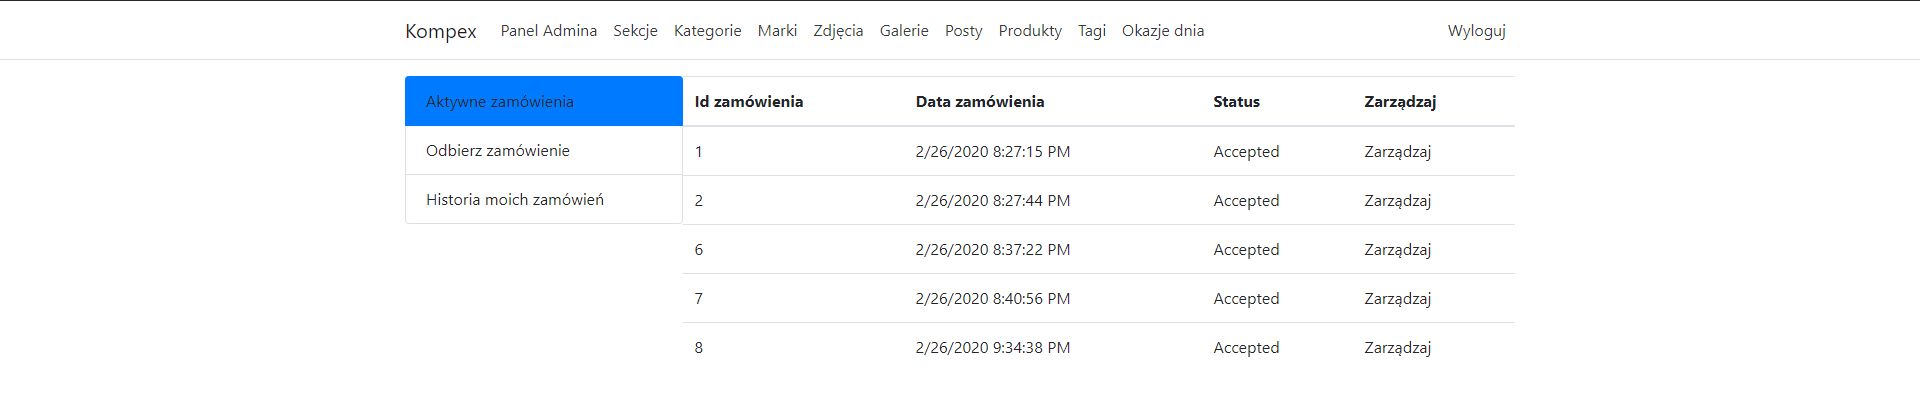 Kompex Panel Admina Sekcje Kategorie Marki Zdjęcia Galerie Posty Produkty Tagi Okazje dnia Wyloguj
Aktywne zamówienia
Odbierz zamówienie
Historia moich zamówień
Id zamówienia Data zamówienia Status Zarządzaj
1 2/26/2020 8:27:15 PM Accepted Zarządzaj
2 2/26/2020 8:27:44 PM Accepted Zarządzaj
6 2/26/2020 8:37:22 PM Accepted Zarządzaj
7 2/26/2020 8:40:56 PM Accepted Zarządzaj
8 2/26/2020 9:34:38 PM Accepted Zarządzaj